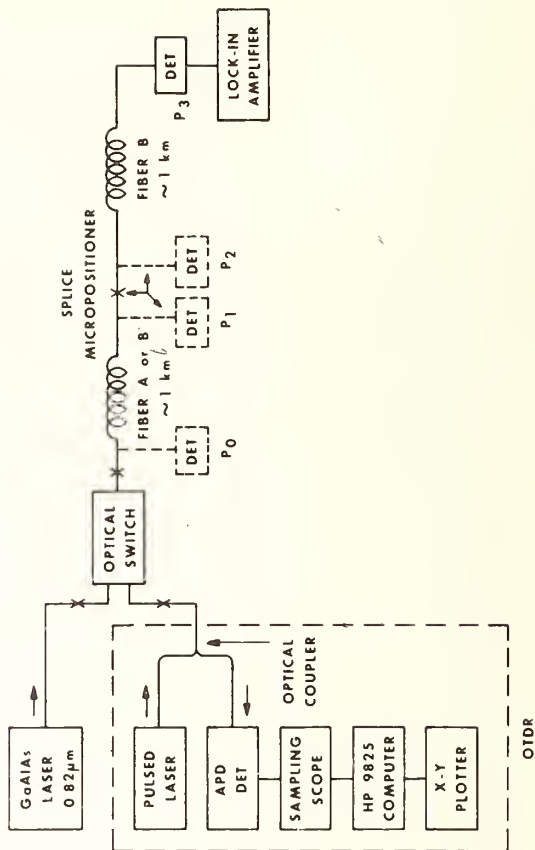 GaAlAs
LASER
0.82μm
PULSED
LASER
APD
DET
SAMPLING
SCOPE
HP 9825
COMPUTER
X-Y
PLOTTER
OTDR
OPTICAL
COUPLER
OPTICAL
SWITCH
DET
P0
FIBER A or B
~ 1 km
SPLICE
MICROPOSITIONER
DET
P1
DET
P2
FIBER B
~ 1 km
DET
P3
LOCK-IN
AMPLIFIER